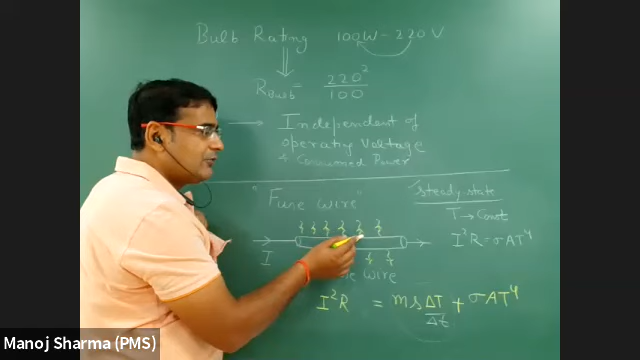 Bulb Rating 100W - 220 V
R_Bulb = 220²/100
→ Independent of
operating Voltage
+ Consumed Power
"Fuse wire"
steady state
T → Const
I²R = σAT⁴
I
wire
I²R = ms ΔT/Δt + σAT⁴
Manoj Sharma (PMS)